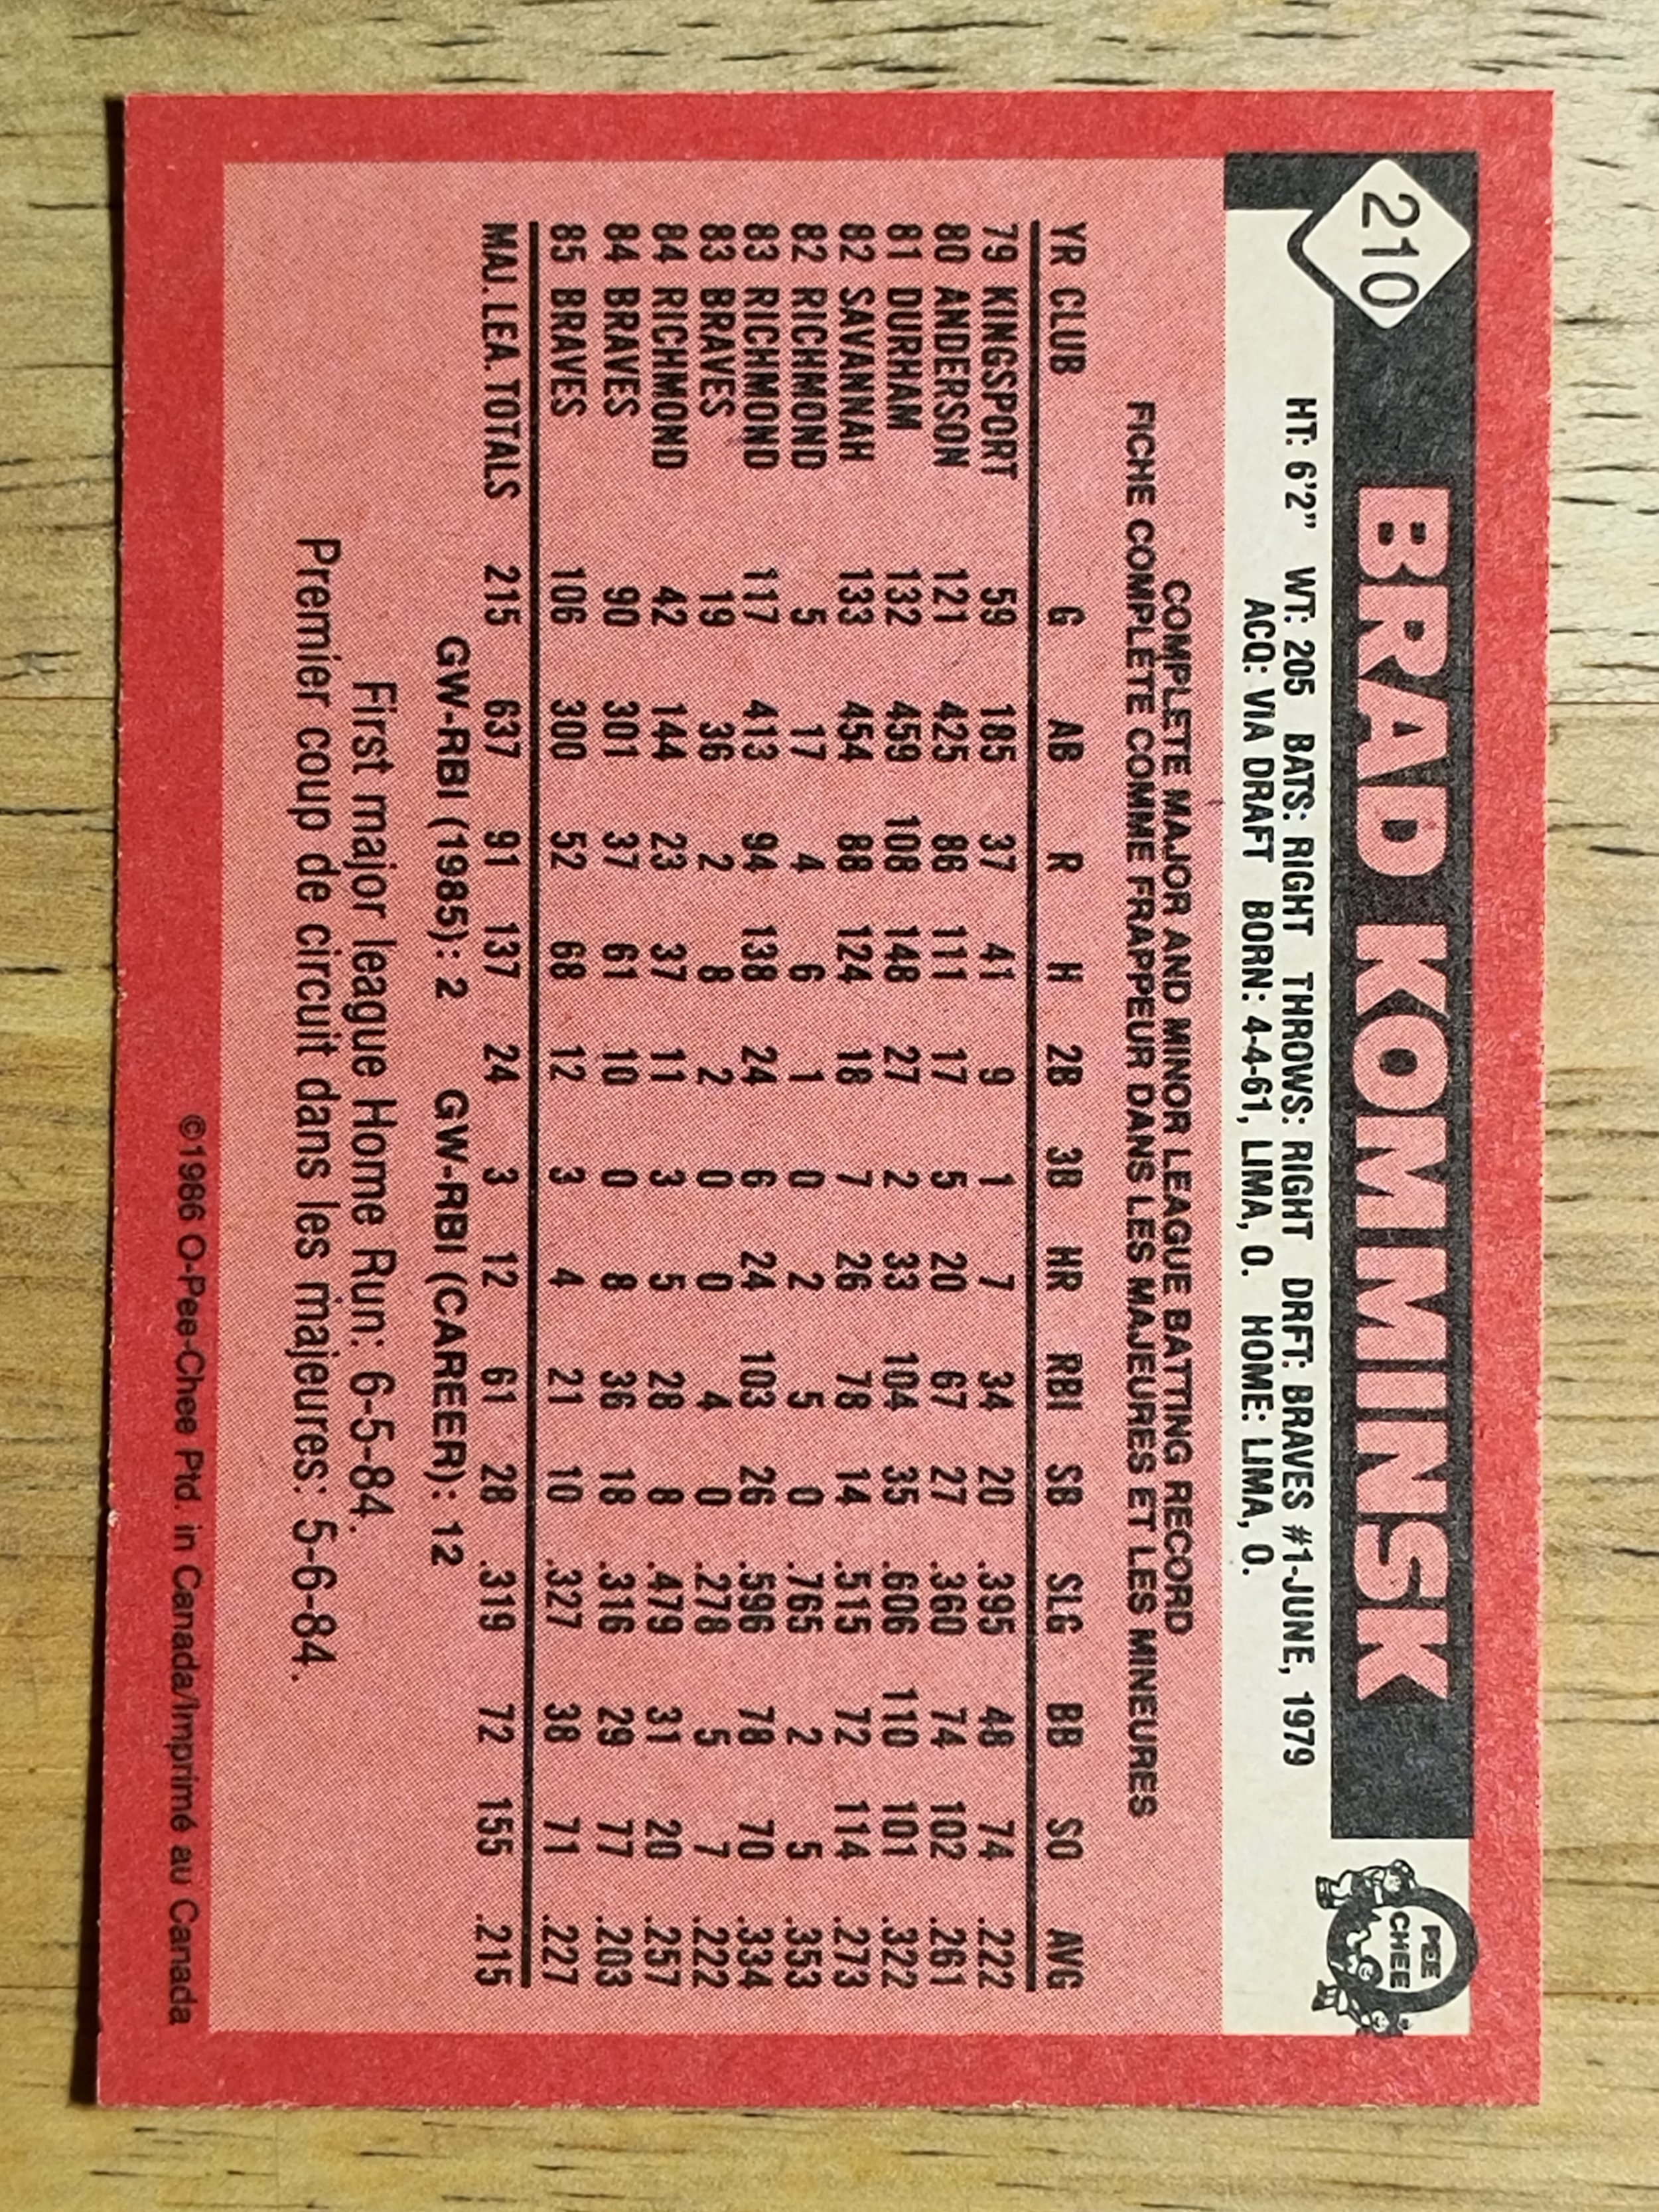 210
BRAD KOMMINSK
PEE
CHEE
HT: 6'2" WT: 205 BATS: RIGHT THROWS: RIGHT DRFT: BRAVES #1-JUNE, 1979
ACQ: VIA DRAFT BORN: 4-4-61, LIMA, O. HOME: LIMA, O.
COMPLETE MAJOR AND MINOR LEAGUE BATTING RECORD
FICHE COMPLÈTE COMME FRAPPEUR DANS LES MAJEURES ET LES MINEURES
YR CLUB G AB R H 2B 3B HR RBI SB SLG BB SO AVG
79 KINGSPORT 59 185 37 41 9 1 7 34 20 .395 48 74 .222
80 ANDERSON 121 425 86 111 17 5 20 67 27 .360 74 102 .261
81 DURHAM 132 459 108 148 27 2 33 104 35 .606 110 101 .322
82 SAVANNAH 133 454 88 124 18 7 26 78 14 .515 72 114 .273
82 RICHMOND 5 17 4 6 1 0 2 5 0 .765 2 5 .353
83 RICHMOND 117 413 94 138 24 6 24 103 26 .596 78 70 .334
83 BRAVES 19 36 2 8 2 0 0 4 0 .278 5 7 .222
84 RICHMOND 42 144 23 37 11 3 5 28 8 .479 31 20 .257
84 BRAVES 90 301 37 61 10 0 8 36 18 .316 29 77 .203
85 BRAVES 106 300 52 68 12 3 4 21 10 .327 38 71 .227
MAJ. LEA. TOTALS 215 637 91 137 24 3 12 61 28 .319 72 155 .215
GW-RBI (1985): 2 GW-RBI (CAREER): 12
First major league Home Run: 6-5-84.
Premier coup de circuit dans les majeures: 5-6-84.
©1986 O-Pee-Chee Ptd. in Canada/Imprimé au Canada